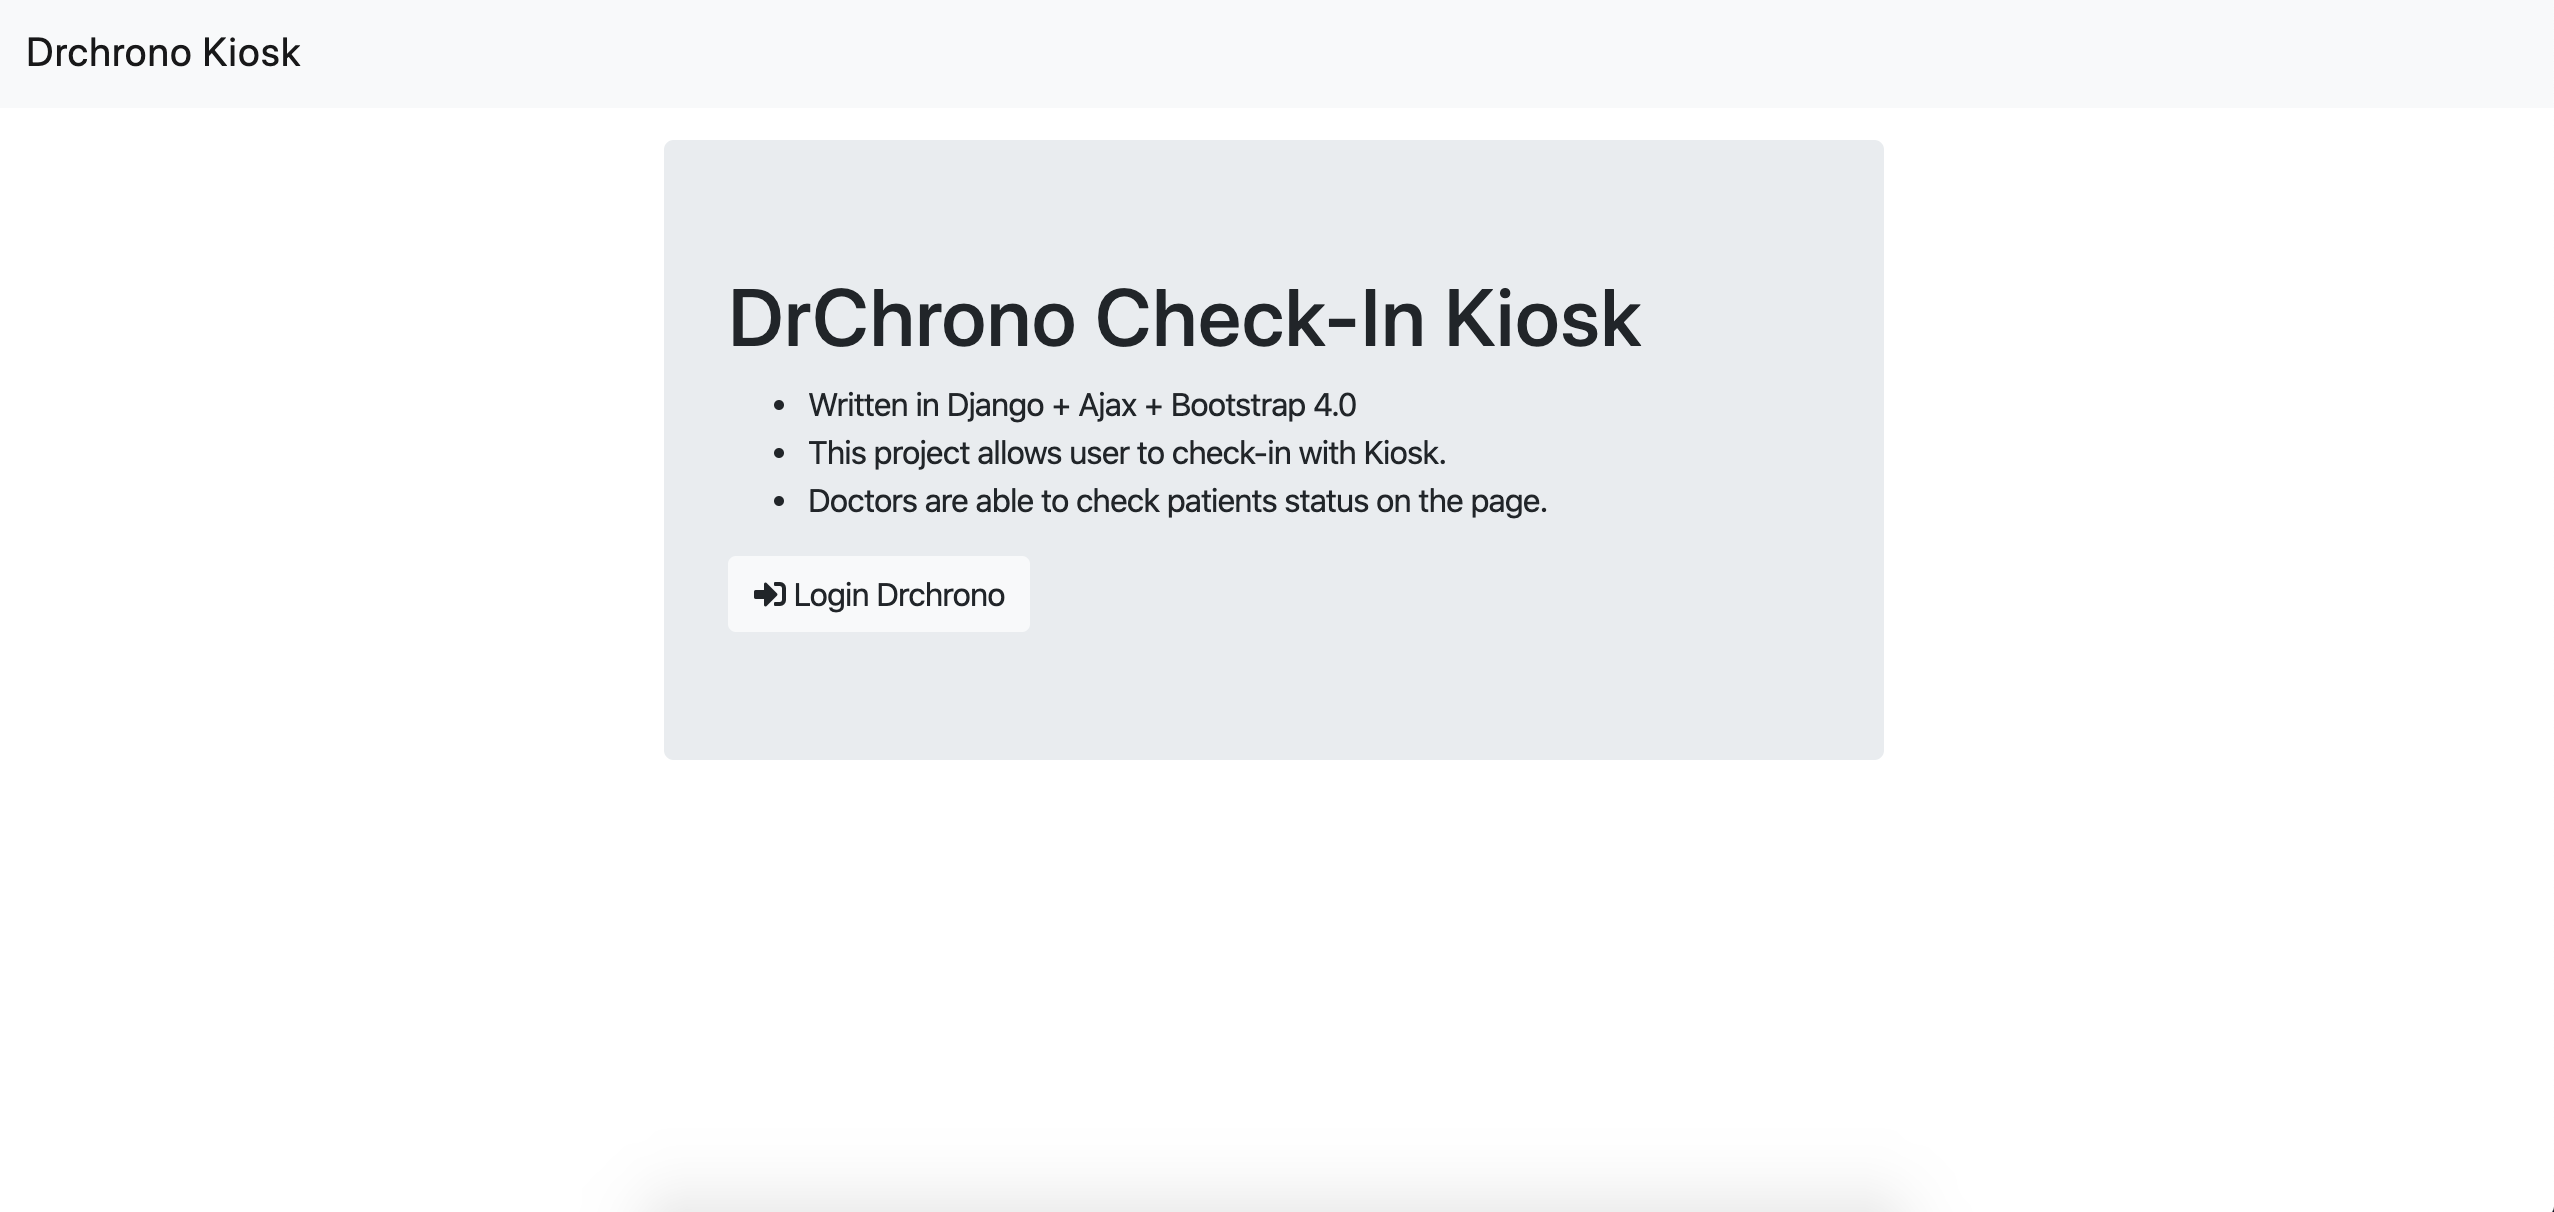 Drchrono Kiosk
DrChrono Check-In Kiosk
Written in Django + Ajax + Bootstrap 4.0
This project allows user to check-in with Kiosk.
Doctors are able to check patients status on the page.
Login Drchrono